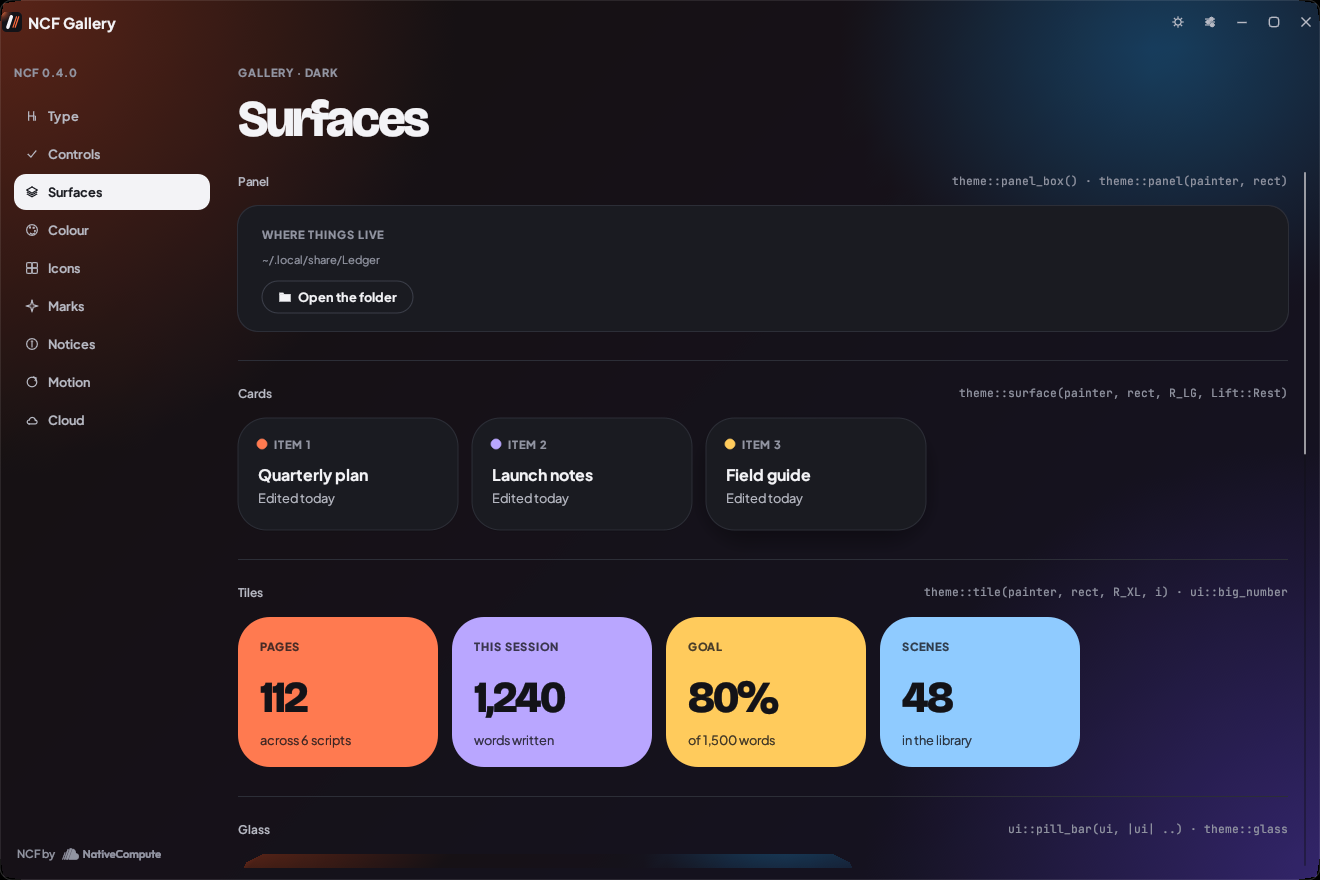 NCF Gallery
NCF 0.4.0
Type
Controls
Surfaces
Colour
Icons
Marks
Notices
Motion
Cloud
NCF by NativeCompute
GALLERY · DARK
Surfaces
Panel
theme::panel_box() · theme::panel(painter, rect)
WHERE THINGS LIVE
~/.local/share/Ledger
Open the folder
Cards
theme::surface(painter, rect, R_LG, Lift::Rest)
ITEM 1
Quarterly plan
Edited today
ITEM 2
Launch notes
Edited today
ITEM 3
Field guide
Edited today
Tiles
theme::tile(painter, rect, R_XL, i) · ui::big_number
PAGES
112
across 6 scripts
THIS SESSION
1,240
words written
GOAL
80%
of 1,500 words
SCENES
48
in the library
Glass
ui::pill_bar(ui, |ui| ..) · theme::glass